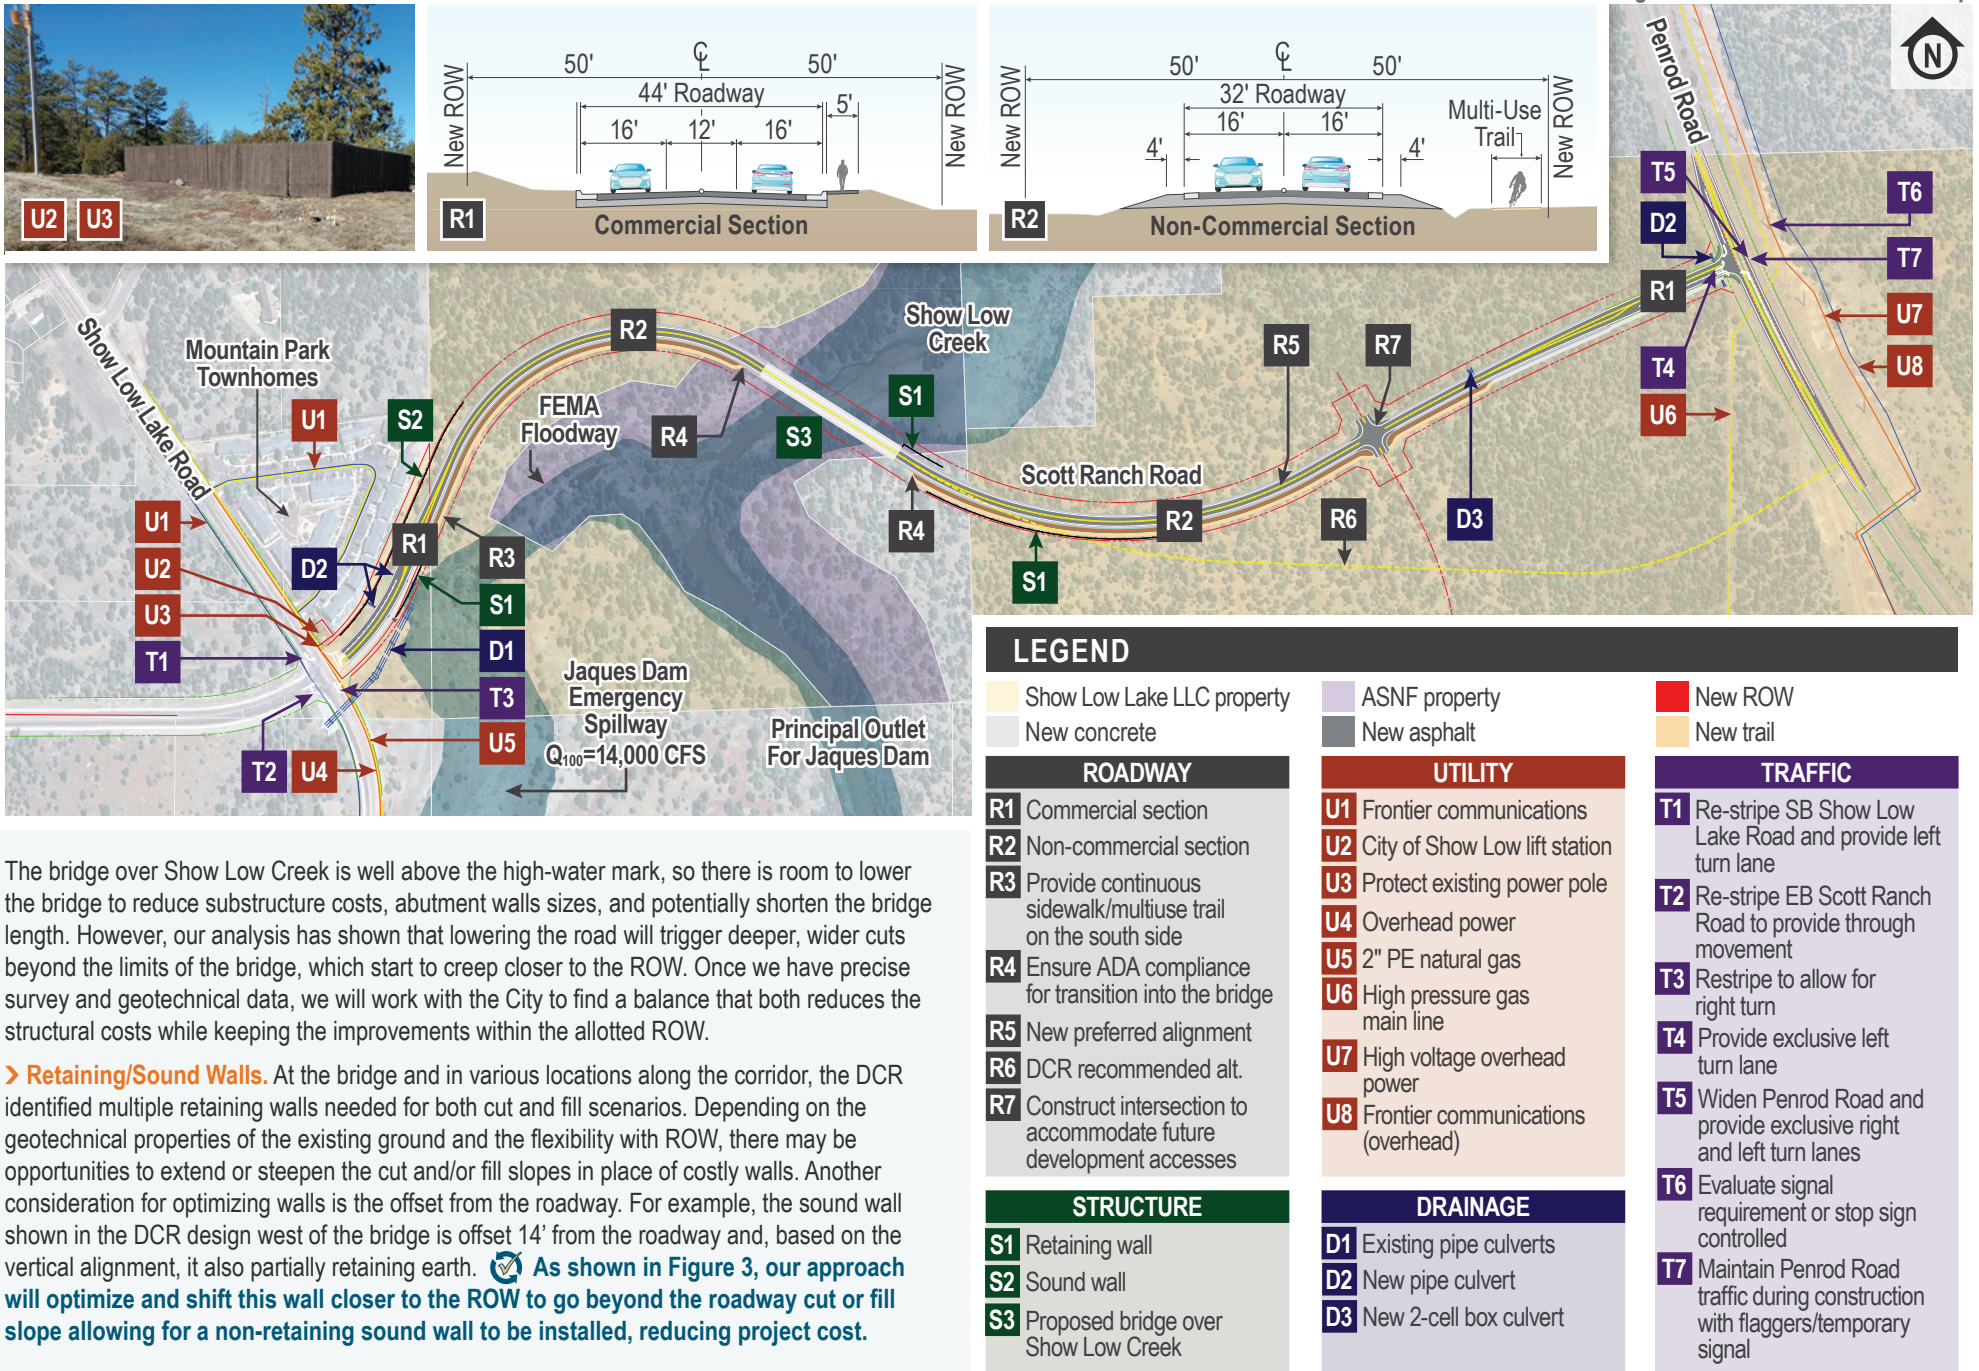 U2 U3
New ROW
50'
℄
50'
New ROW
44' Roadway
5'
16' 12' 16'
R1
Commercial Section
New ROW
50'
℄
50'
New ROW
32' Roadway
16' 16'
4'
4'
Multi-Use
Trail
R2
Non-Commercial Section
Penrod Road
N
T5
T6
D2
T7
R1
U7
T4
U8
U6
Show Low Lake Road
Mountain Park
Townhomes
U1
S2
R2
FEMA
Floodway
R4
S3
Show Low
Creek
S1
R5
R7
Scott Ranch Road
U1
R1
R4
R2
R6
D3
U2
D2
R3
S1
U3
S1
T1
D1
T3
Jaques Dam
Emergency
Spillway
Q100=14,000 CFS
U5
T2
U4
Principal Outlet
For Jaques Dam
The bridge over Show Low Creek is well above the high-water mark, so there is room to lower
the bridge to reduce substructure costs, abutment walls sizes, and potentially shorten the bridge
length. However, our analysis has shown that lowering the road will trigger deeper, wider cuts
beyond the limits of the bridge, which start to creep closer to the ROW. Once we have precise
survey and geotechnical data, we will work with the City to find a balance that both reduces the
structural costs while keeping the improvements within the allotted ROW.
Retaining/Sound Walls. At the bridge and in various locations along the corridor, the DCR
identified multiple retaining walls needed for both cut and fill scenarios. Depending on the
geotechnical properties of the existing ground and the flexibility with ROW, there may be
opportunities to extend or steepen the cut and/or fill slopes in place of costly walls. Another
consideration for optimizing walls is the offset from the roadway. For example, the sound wall
shown in the DCR design west of the bridge is offset 14’ from the roadway and, based on the
vertical alignment, it also partially retaining earth. As shown in Figure 3, our approach
will optimize and shift this wall closer to the ROW to go beyond the roadway cut or fill
slope allowing for a non-retaining sound wall to be installed, reducing project cost.
LEGEND
Show Low Lake LLC property
ASNF property
New ROW
New concrete
New asphalt
New trail
ROADWAY
R1 Commercial section
R2 Non-commercial section
R3 Provide continuous
sidewalk/multiuse trail
on the south side
R4 Ensure ADA compliance
for transition into the bridge
R5 New preferred alignment
R6 DCR recommended alt.
R7 Construct intersection to
accommodate future
development accesses
STRUCTURE
S1 Retaining wall
S2 Sound wall
S3 Proposed bridge over
Show Low Creek
UTILITY
U1 Frontier communications
U2 City of Show Low lift station
U3 Protect existing power pole
U4 Overhead power
U5 2" PE natural gas
U6 High pressure gas
main line
U7 High voltage overhead
power
U8 Frontier communications
(overhead)
DRAINAGE
D1 Existing pipe culverts
D2 New pipe culvert
D3 New 2-cell box culvert
TRAFFIC
T1 Re-stripe SB Show Low
Lake Road and provide left
turn lane
T2 Re-stripe EB Scott Ranch
Road to provide through
movement
T3 Restripe to allow for
right turn
T4 Provide exclusive left
turn lane
T5 Widen Penrod Road and
provide exclusive right
and left turn lanes
T6 Evaluate signal
requirement or stop sign
controlled
T7 Maintain Penrod Road
traffic during construction
with flaggers/temporary
signal